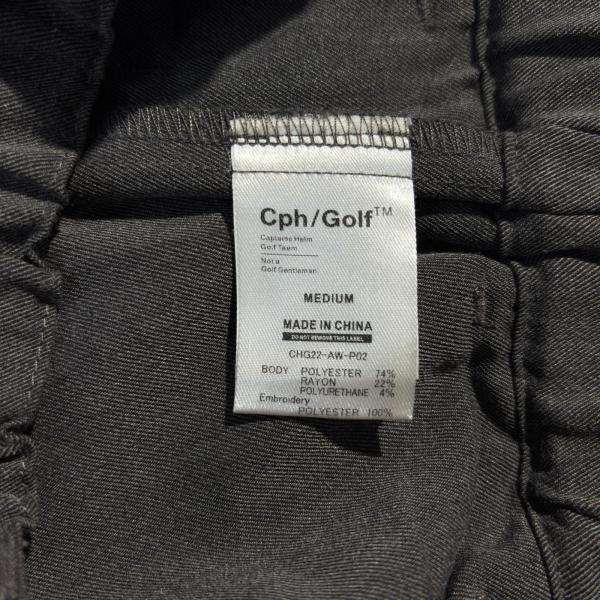 Cph/Golf™
Captains Helm
Golf Team
Not a
Golf Gentleman
MEDIUM
MADE IN CHINA
DO NOT REMOVE THIS LABEL
CHG22-AW-P02
BODY POLYESTER 74%
RAYON 22%
POLYURETHANE 4%
Embroidery
POLYESTER 100%